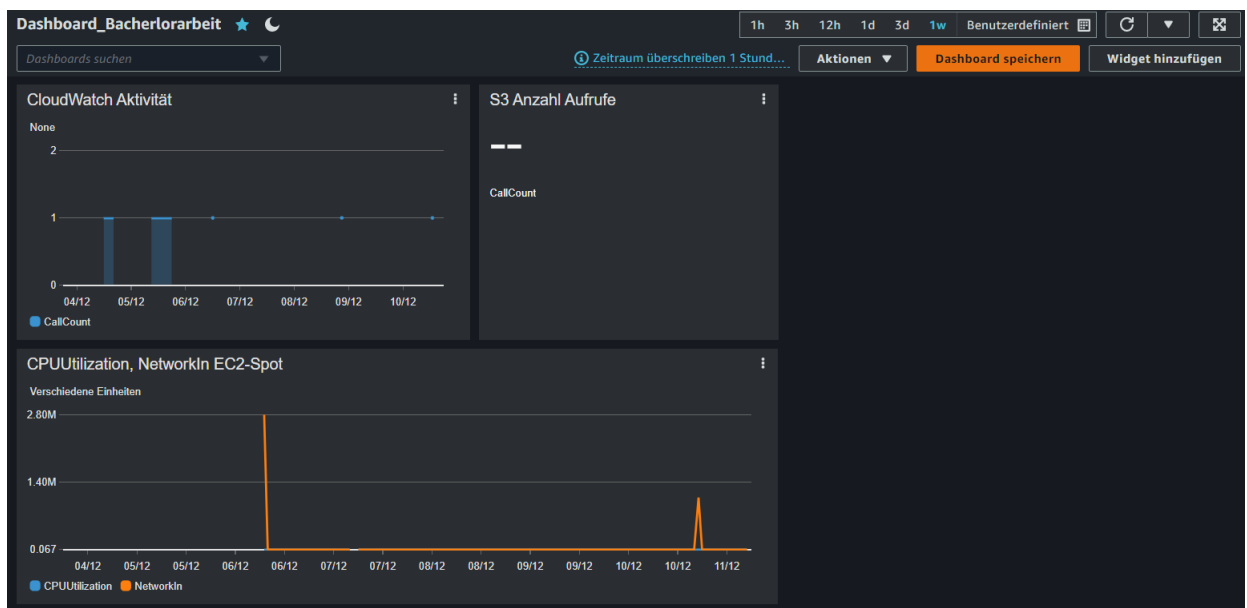 Dashboard_Bacherlorarbeit
1h 3h 12h 1d 3d 1w Benutzerdefiniert
Dashboards suchen
Zeitraum überschreiben 1 Stund...
Aktionen
Dashboard speichern
Widget hinzufügen
CloudWatch Aktivität
None
2
1
0
04/12 05/12 06/12 07/12 08/12 09/12 10/12
CallCount
S3 Anzahl Aufrufe
--
CallCount
CPUUtilization, NetworkIn EC2-Spot
Verschiedene Einheiten
2.80M
1.40M
0.067
04/12 05/12 05/12 06/12 06/12 07/12 07/12 08/12 08/12 09/12 09/12 10/12 10/12 11/12
CPUUtilization NetworkIn